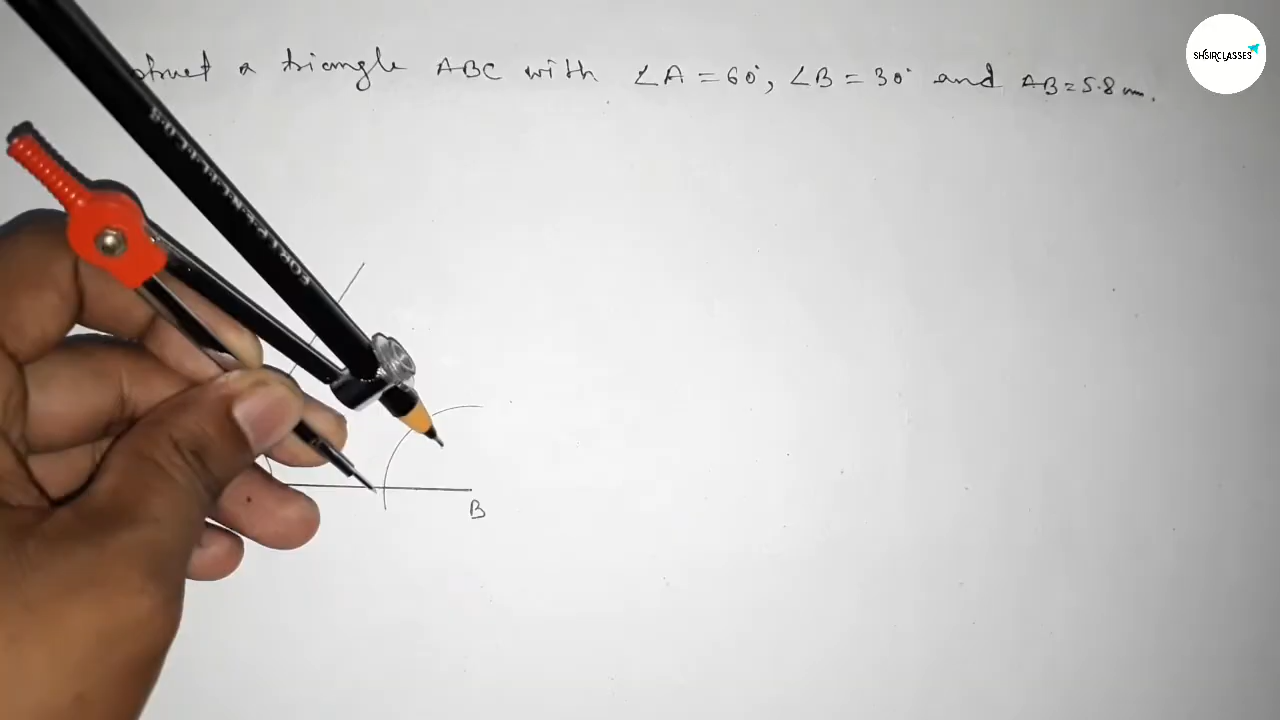 struct a triangle ABC with ∠A = 60°, ∠B = 30° and AB = 5.8 cm.
SHSIRCLASSES
B